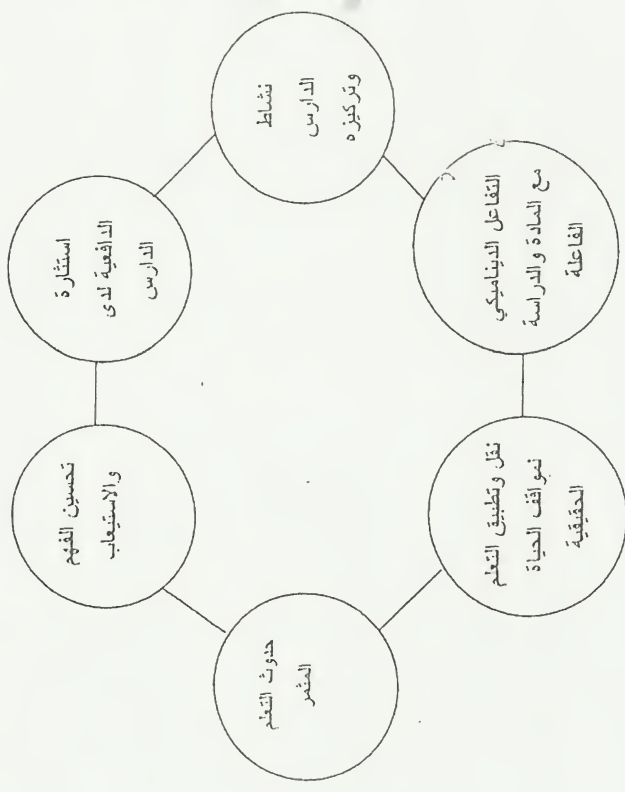 استثارة
الدافعية لدى
الدارس
تحسين الفهم
والاستيعاب
نشاط
الدارس
وتركيزه
حدوث التعلم
المثمر
التفاعل الديناميكي
مع المادة والدراسة
الفاعلة
نقل وتطبيق التعلم
لمواقف الحياة
الحقيقية